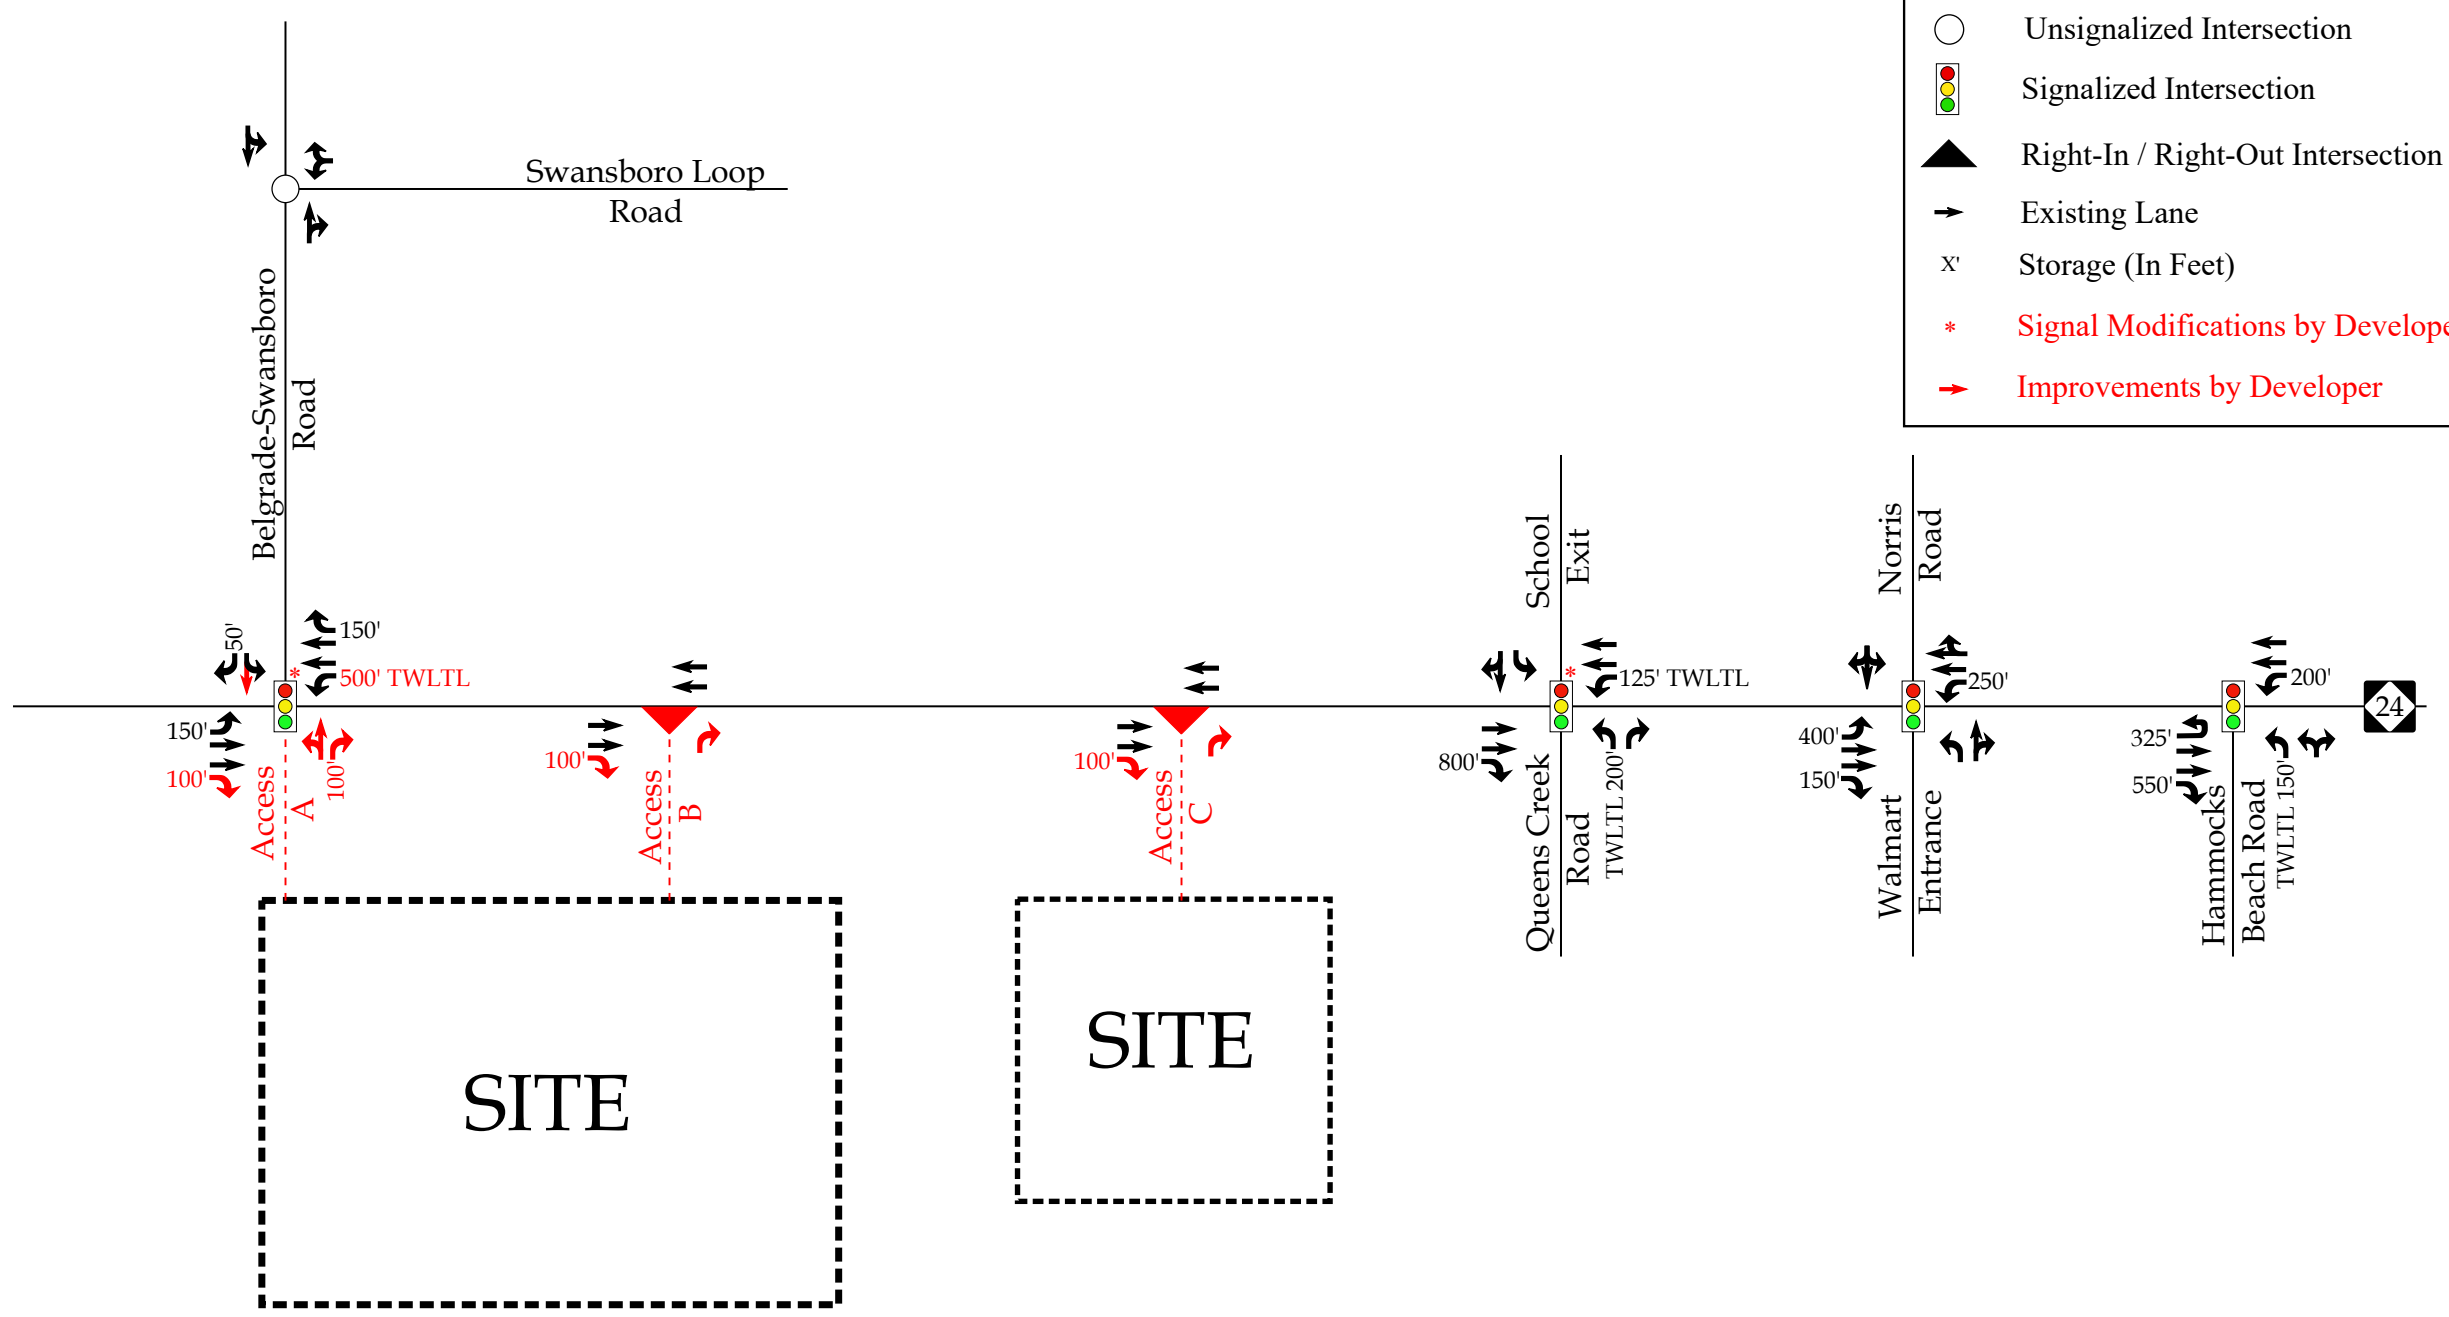 Unsignalized Intersection
Signalized Intersection
Right-In / Right-Out Intersection
Existing Lane
X' Storage (In Feet)
* Signal Modifications by Develope
Improvements by Developer
Swansboro Loop
Road
Belgrade-Swansboro
Road
50'
150'
*
500' TWLTL
150'
100'
100'
Access
A
100'
Access
B
100'
Access
C
School
Exit
*
125' TWLTL
800'
Queens Creek
Road
TWLTL 200'
Norris
Road
250'
400'
150'
Walmart
Entrance
200'
24
325'
550'
Hammocks
Beach Road
TWLTL 150'
SITE
SITE